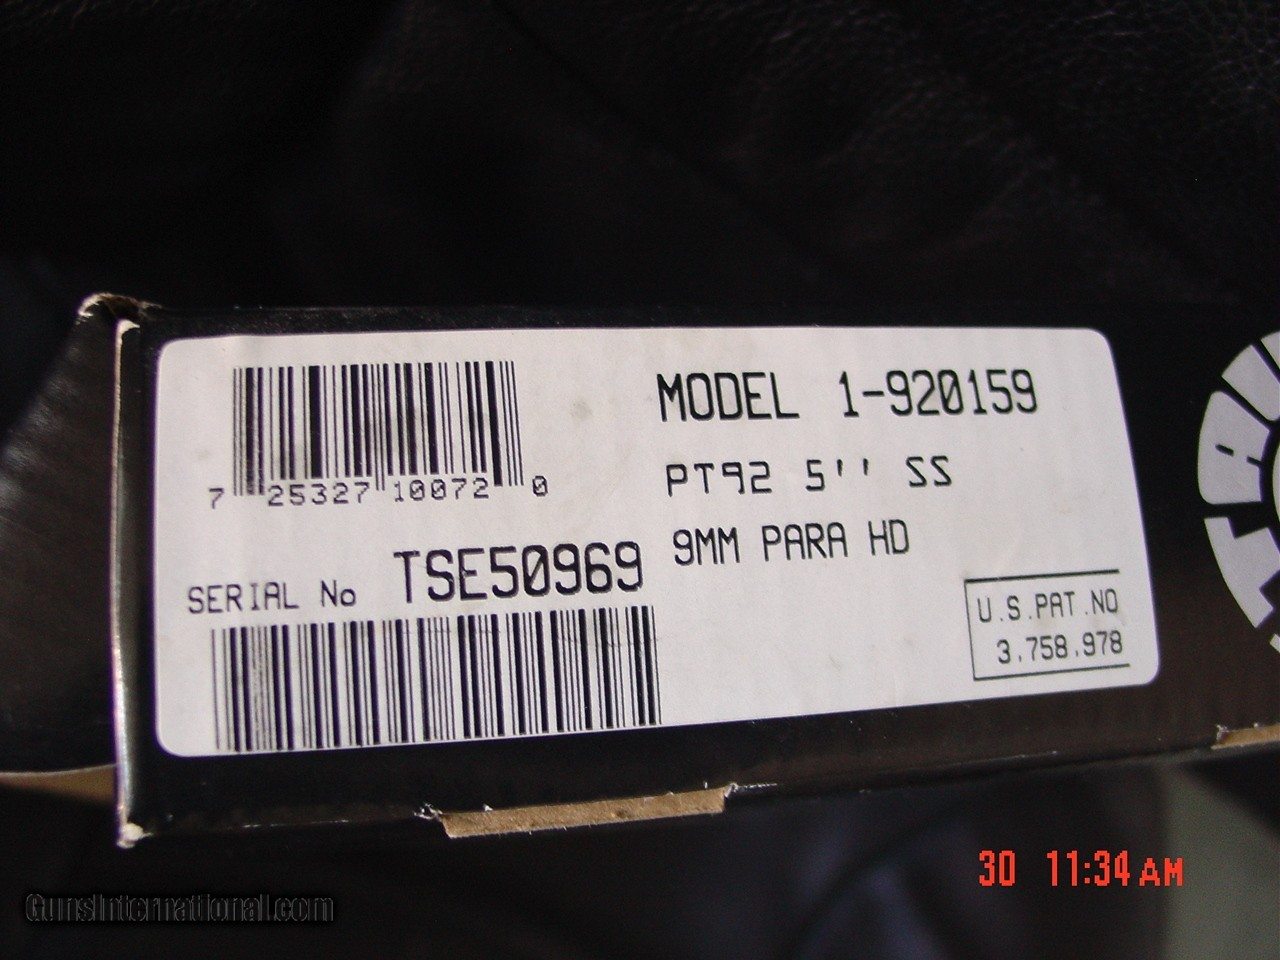 MODEL 1-920159
7 25327 10072 0
PT92 5'' SS
9MM PARA HD
SERIAL No TSE50969
U.S.PAT.NO
3.758.978
TAU
30 11:34 AM
GunsInternational.com